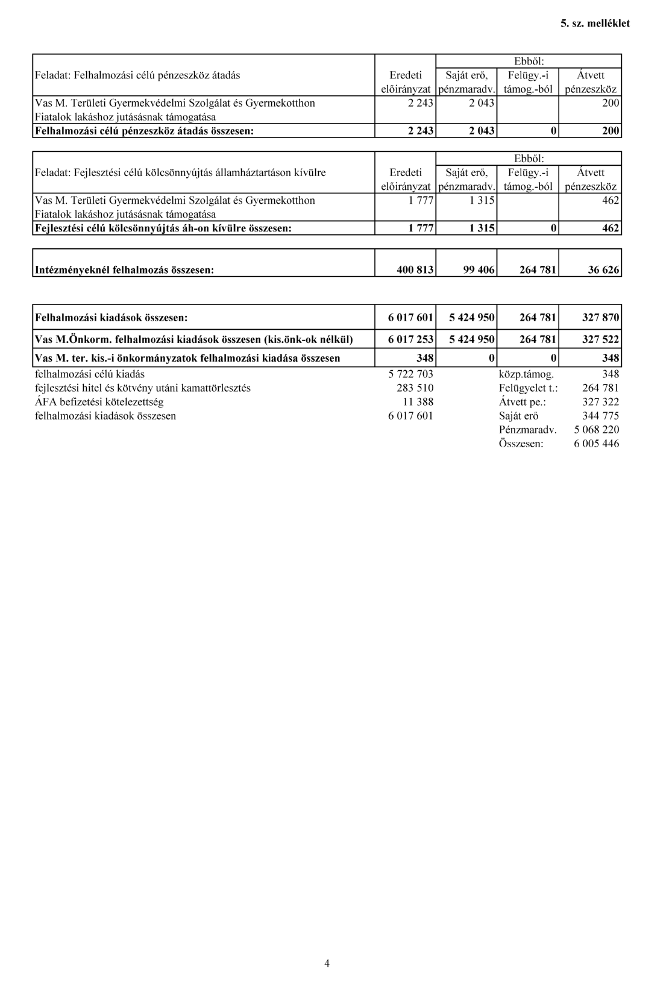 5. sz. melléklet
Ebből:
Feladat: Felhalmozási célú pénzeszköz átadás Eredeti Saját erő, Felügy.-i Átvett
előirányzat pénzmaradv. támog.-ból pénzeszköz
Vas M. Területi Gyermekvédelmi Szolgálat és Gyermekotthon 2 243 2 043 200
Fiatalok lakáshoz jutásásnak támogatása
Felhalmozási célú pénzeszköz átadás összesen: 2 243 2 043 0 200
Ebből:
Feladat: Fejlesztési célú kölcsönnyújtás államháztartáson kívülre Eredeti Saját erő, Felügy.-i Átvett
előirányzat pénzmaradv. támog.-ból pénzeszköz
Vas M. Területi Gyermekvédelmi Szolgálat és Gyermekotthon 1 777 1 315 462
Fiatalok lakáshoz jutásásnak támogatása
Fejlesztési célú kölcsönnyújtás áh-on kívülre összesen: 1 777 1 315 0 462
Intézményeknél felhalmozás összesen: 400 813 99 406 264 781 36 626
Felhalmozási kiadások összesen: 6 017 601 5 424 950 264 781 327 870
Vas M.Önkorm. felhalmozási kiadások összesen (kis.önk-ok nélkül) 6 017 253 5 424 950 264 781 327 522
Vas M. ter. kis.-i önkormányzatok felhalmozási kiadása összesen 348 0 0 348
felhalmozási célú kiadás 5 722 703 közp.támog. 348
fejlesztési hitel és kötvény utáni kamattörlesztés 283 510 Felügyelet t.: 264 781
ÁFA befizetési kötelezettség 11 388 Átvett pe.: 327 322
felhalmozási kiadások összesen 6 017 601 Saját erő 344 775
Pénzmaradv. 5 068 220
Összesen: 6 005 446
4